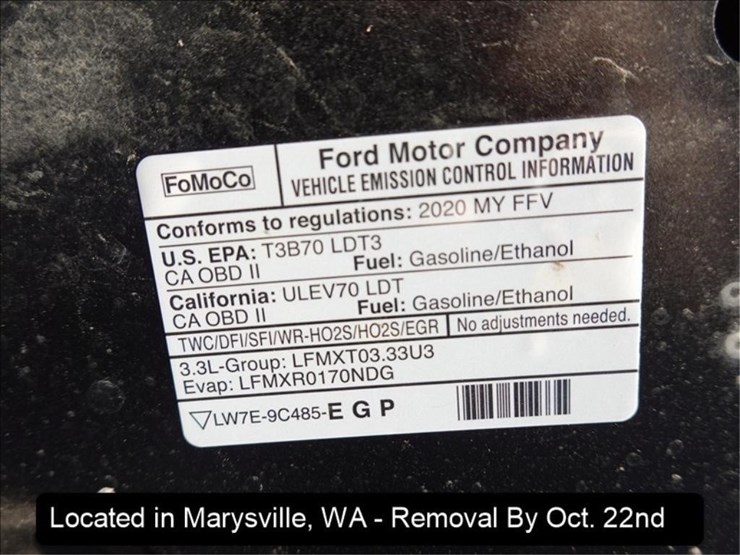 FoMoCo
Ford Motor Company
VEHICLE EMISSION CONTROL INFORMATION
Conforms to regulations: 2020 MY FFV
U.S. EPA: T3B70 LDT3
CA OBD II Fuel: Gasoline/Ethanol
California: ULEV70 LDT
CA OBD II Fuel: Gasoline/Ethanol
TWC/DFI/SFI/WR-HO2S/HO2S/EGR No adjustments needed.
3.3L-Group: LFMXT03.33U3
Evap: LFMXR0170NDG
▽LW7E-9C485-E G P
Located in Marysville, WA - Removal By Oct. 22nd